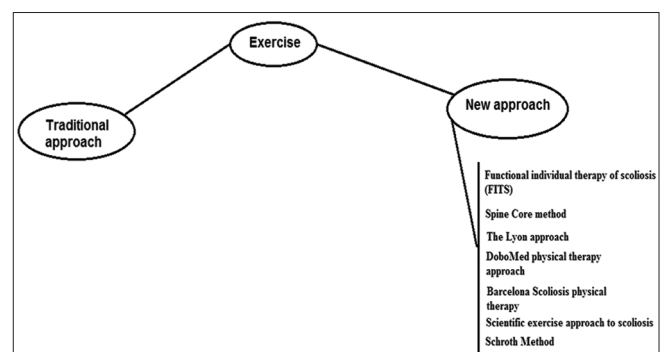 Exercise
Traditional
approach
New approach
Functional individual therapy of scoliosis
(FITS)
Spine Core method
The Lyon approach
DoboMed physical therapy
approach
Barcelona Scoliosis physical
therapy
Scientific exercise approach to scoliosis
Schroth Method